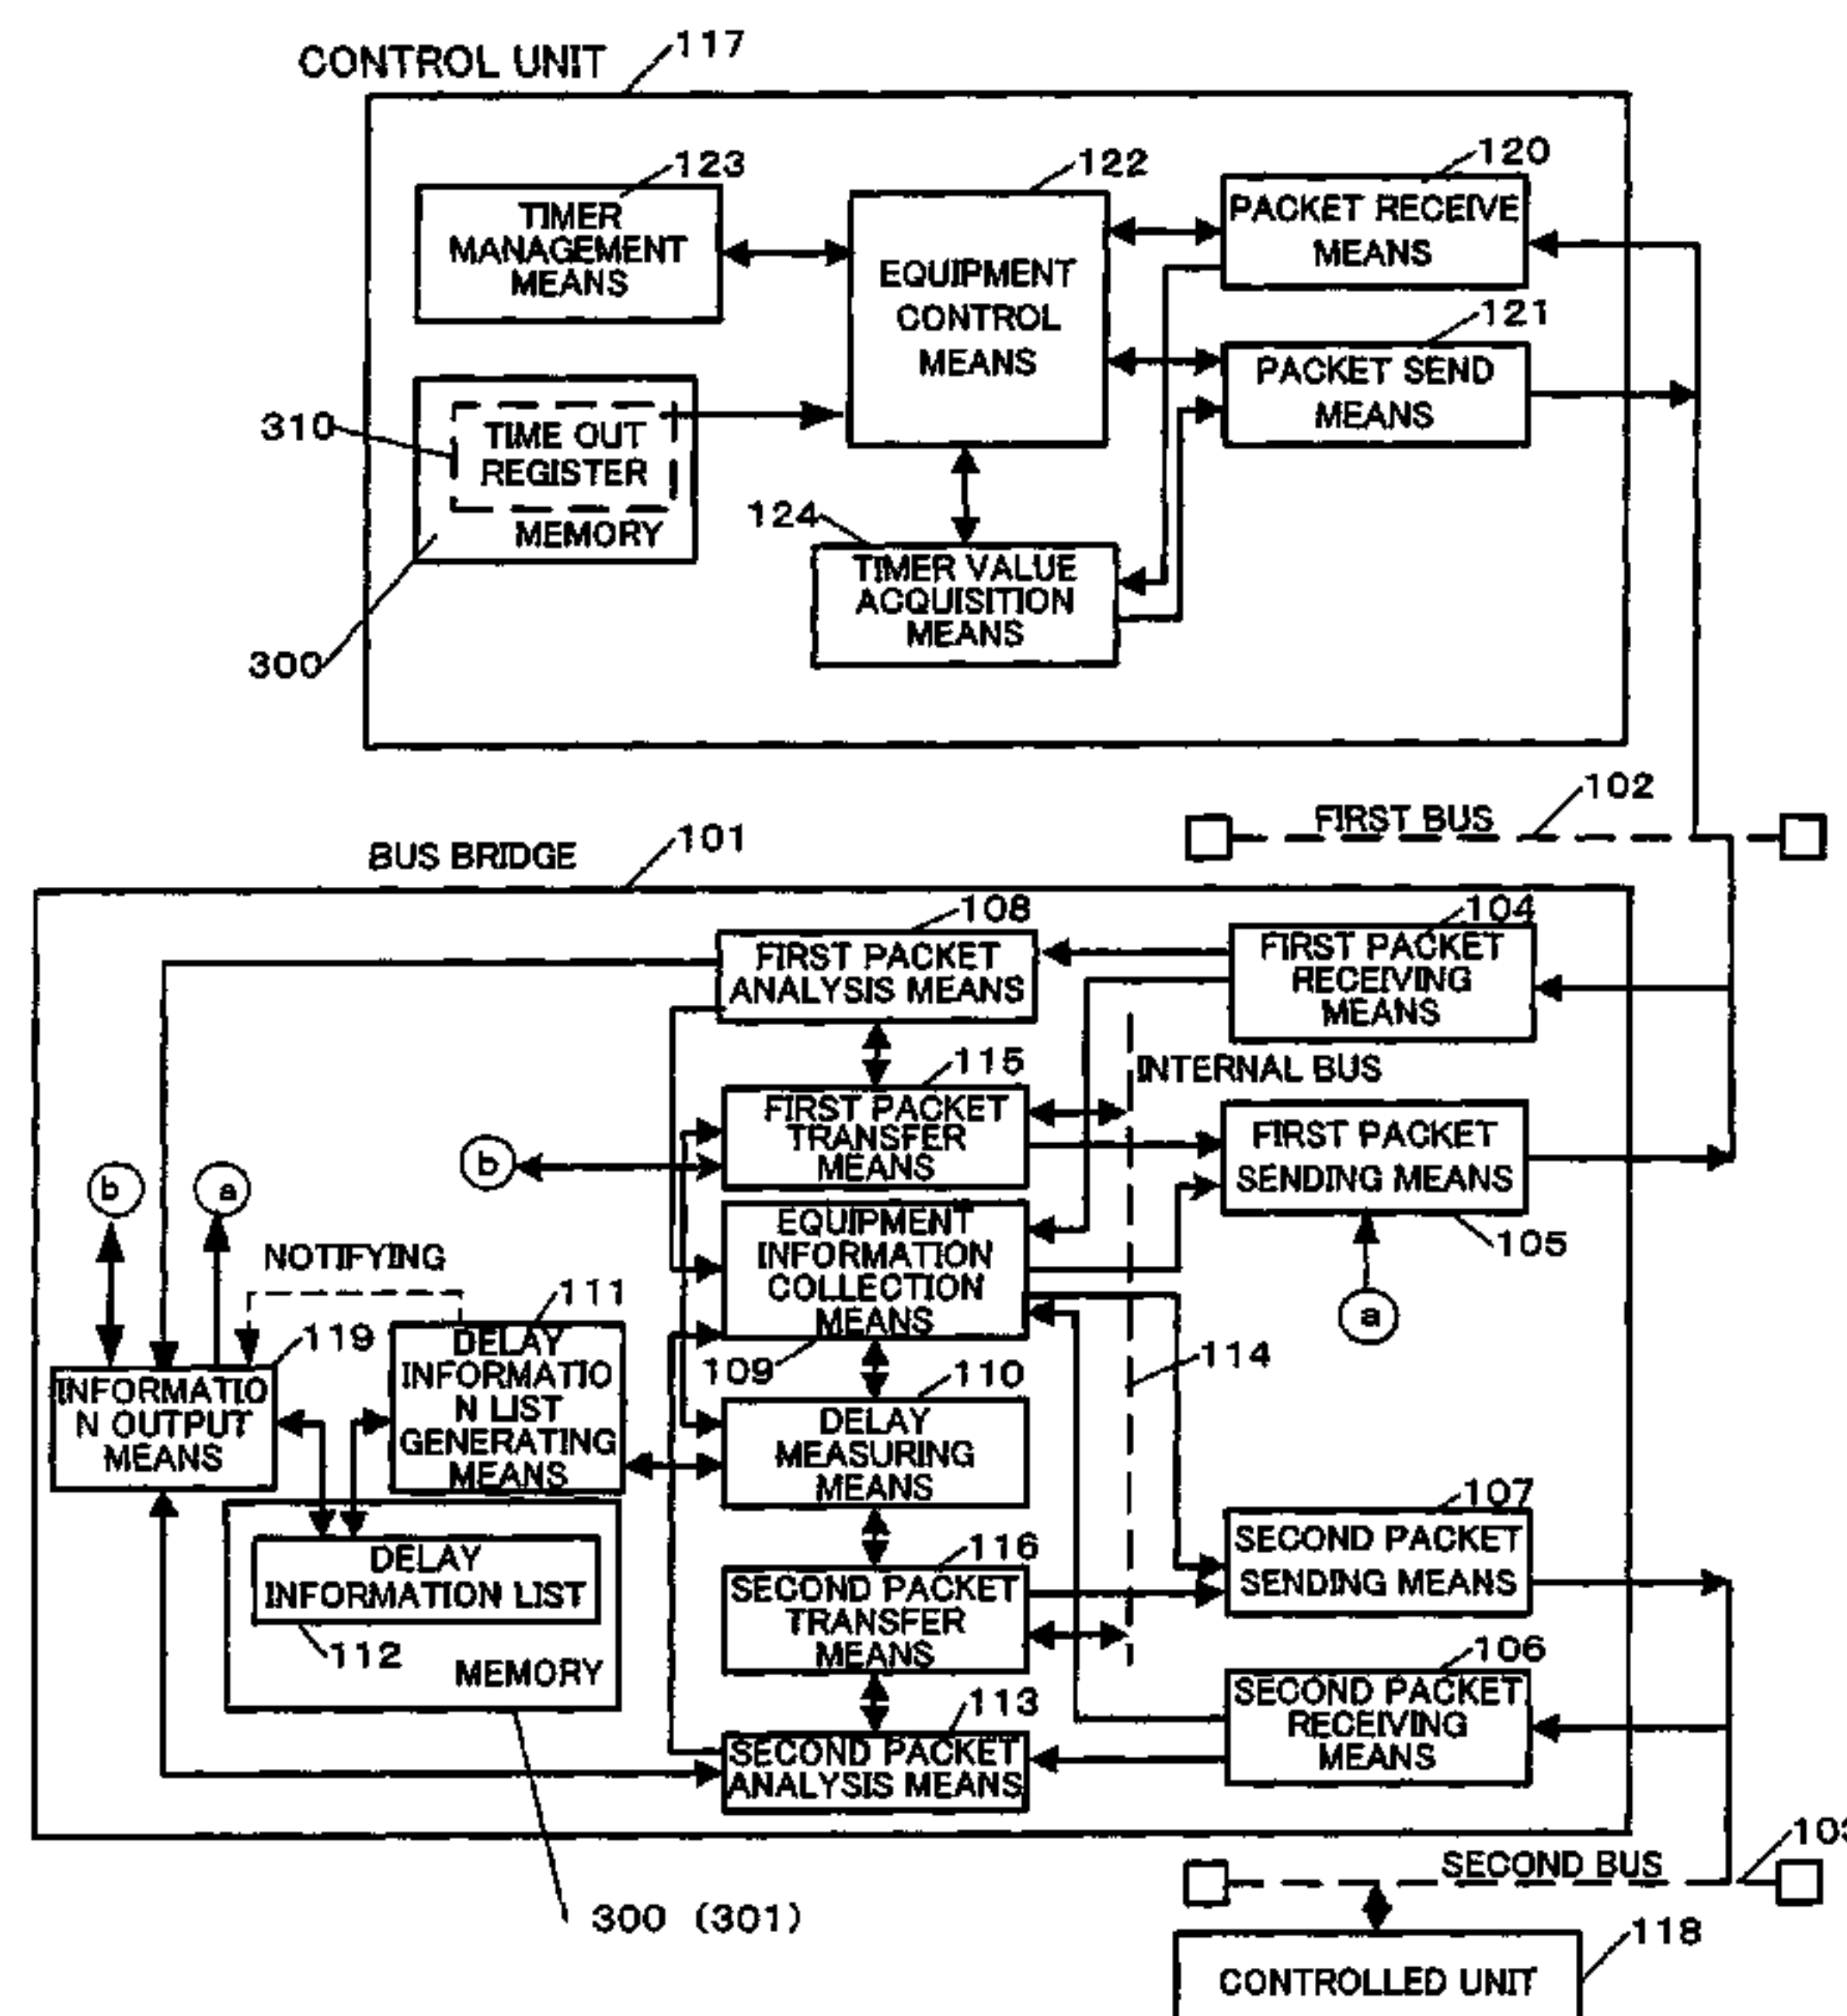 CONTROL UNIT
117
123
122
120
TIMER
MANAGEMENT
MEANS
EQUIPMENT
CONTROL
MEANS
PACKET RECEIVE
MEANS
121
PACKET SEND
MEANS
310
TIME OUT
REGISTER
MEMORY
300
124
TIMER VALUE
ACQUISITION
MEANS
102
FIRST BUS
BUS BRIDGE
101
108
104
FIRST PACKET
ANALYSIS MEANS
FIRST PACKET
RECEIVING
MEANS
115
INTERNAL BUS
FIRST PACKET
TRANSFER
MEANS
FIRST PACKET
SENDING MEANS
105
b
b
a
a
EQUIPMENT
INFORMATION
COLLECTION
MEANS
109
NOTIFYING
111
119
DELAY
INFORMATIO
N LIST
GENERATING
MEANS
INFORMATIO
N OUTPUT
MEANS
114
110
DELAY
MEASURING
MEANS
107
SECOND PACKET
SENDING MEANS
DELAY
INFORMATION LIST
112
MEMORY
116
SECOND PACKET
TRANSFER
MEANS
106
SECOND PACKET
RECEIVING
MEANS
113
SECOND PACKET
ANALYSIS MEANS
300 (301)
SECOND BUS
103
118
CONTROLLED UNIT